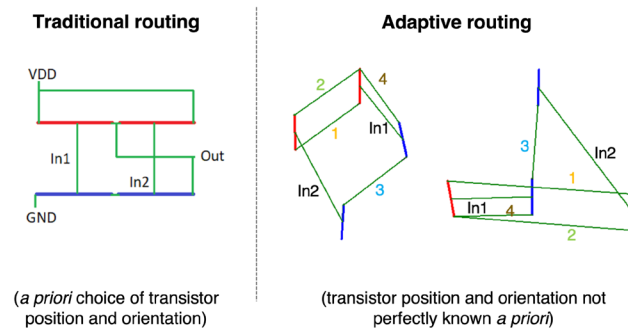 Traditional routing
VDD
In1
In2
Out
GND
(a priori choice of transistor
position and orientation)
Adaptive routing
2
4
1
In1
In2
3
3
In2
1
In1
4
2
(transistor position and orientation not
perfectly known a priori)